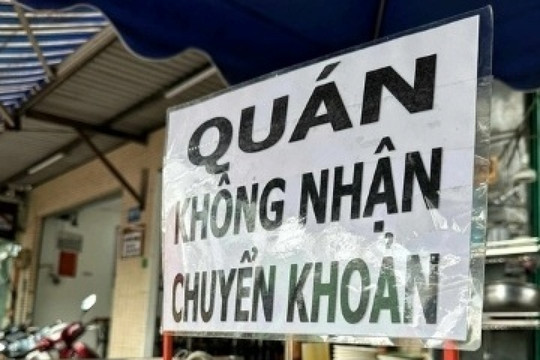 QUÁN
KHÔNG NHẬN
CHUYỂN KHOẢN